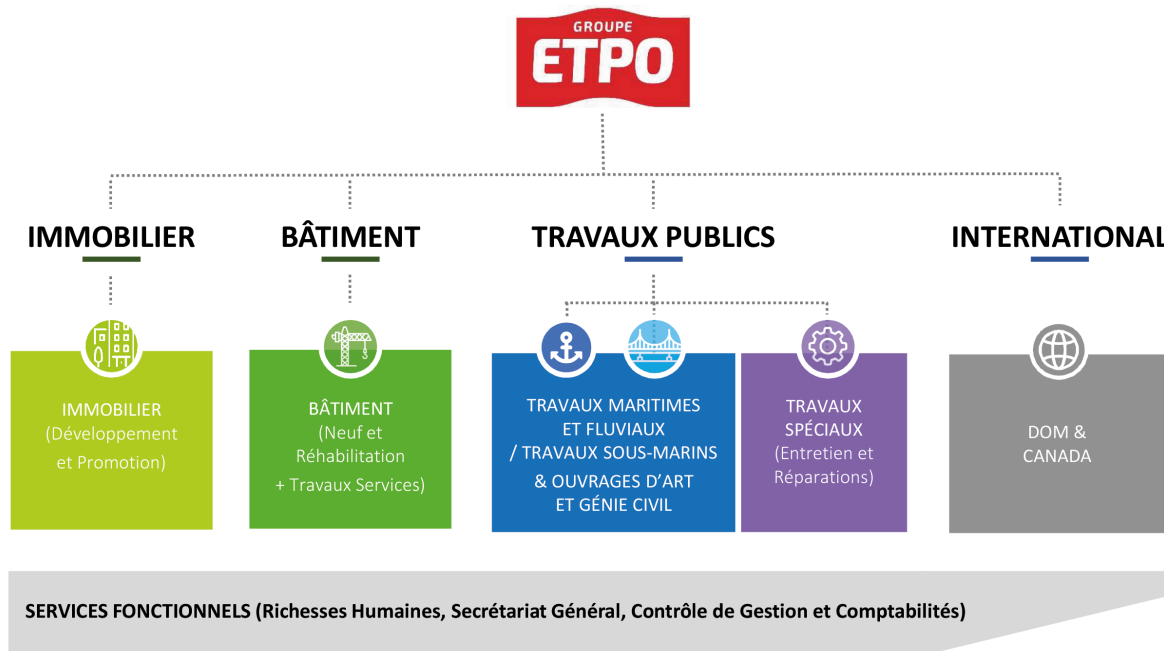 GROUPE
ETPO
IMMOBILIER
BÂTIMENT
TRAVAUX PUBLICS
INTERNATIONAL
IMMOBILIER
(Développement
et Promotion)
BÂTIMENT
(Neuf et
Réhabilitation
+ Travaux Services)
TRAVAUX MARITIMES
ET FLUVIAUX
/ TRAVAUX SOUS-MARINS
& OUVRAGES D’ART
ET GÉNIE CIVIL
TRAVAUX
SPÉCIAUX
(Entretien et
Réparations)
DOM &
CANADA
SERVICES FONCTIONNELS (Richesses Humaines, Secrétariat Général, Contrôle de Gestion et Comptabilités)